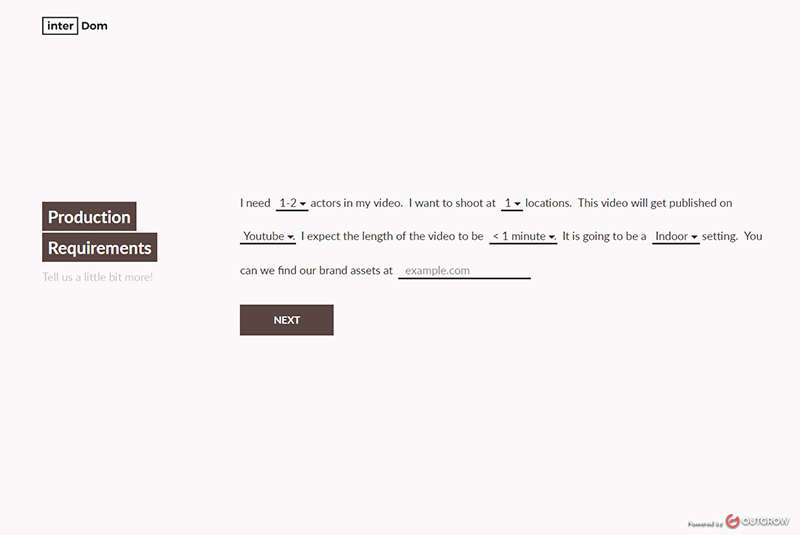 inter Dom
Production
Requirements
Tell us a little bit more!
I need 1-2 actors in my video. I want to shoot at 1 locations. This video will get published on
Youtube. I expect the length of the video to be < 1 minute. It is going to be a Indoor setting. You
can we find our brand assets at example.com
NEXT
Powered by OUTGROW